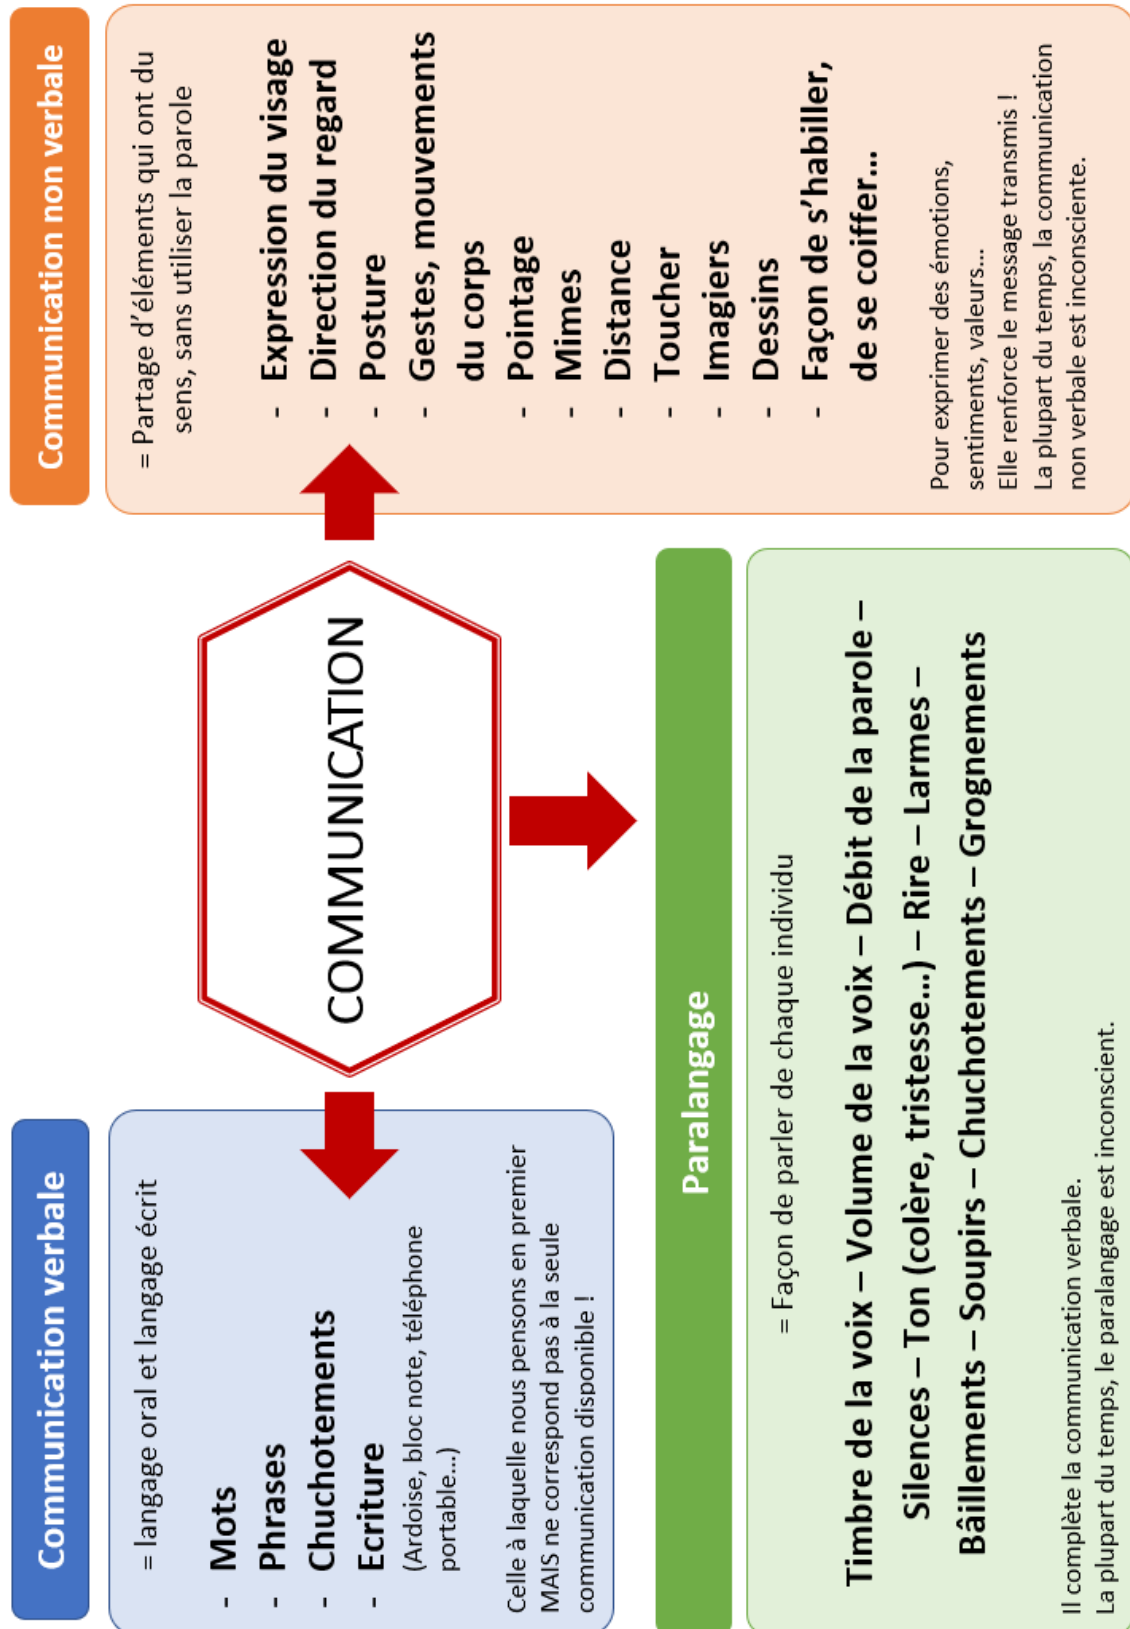 Communication verbale
= langage oral et langage écrit
- Mots
- Phrases
- Chuchotements
- Ecriture
(Ardoise, bloc note, téléphone
portable...)
Celle à laquelle nous pensons en premier
MAIS ne correspond pas à la seule
communication disponible !
COMMUNICATION
Communication non verbale
= Partage d'éléments qui ont du
sens, sans utiliser la parole
- Expression du visage
- Direction du regard
- Posture
- Gestes, mouvements
du corps
- Pointage
- Mimes
- Distance
- Toucher
- Imagiers
- Dessins
- Façon de s'habiller,
de se coiffer...
Pour exprimer des émotions,
sentiments, valeurs...
Elle renforce le message transmis !
La plupart du temps, la communication
non verbale est inconsciente.
Paralangage
= Façon de parler de chaque individu
Timbre de la voix – Volume de la voix – Débit de la parole –
Silences – Ton (colère, tristesse...) – Rire – Larmes –
Bâillements – Soupirs – Chuchotements – Grognements
Il complète la communication verbale.
La plupart du temps, le paralangage est inconscient.